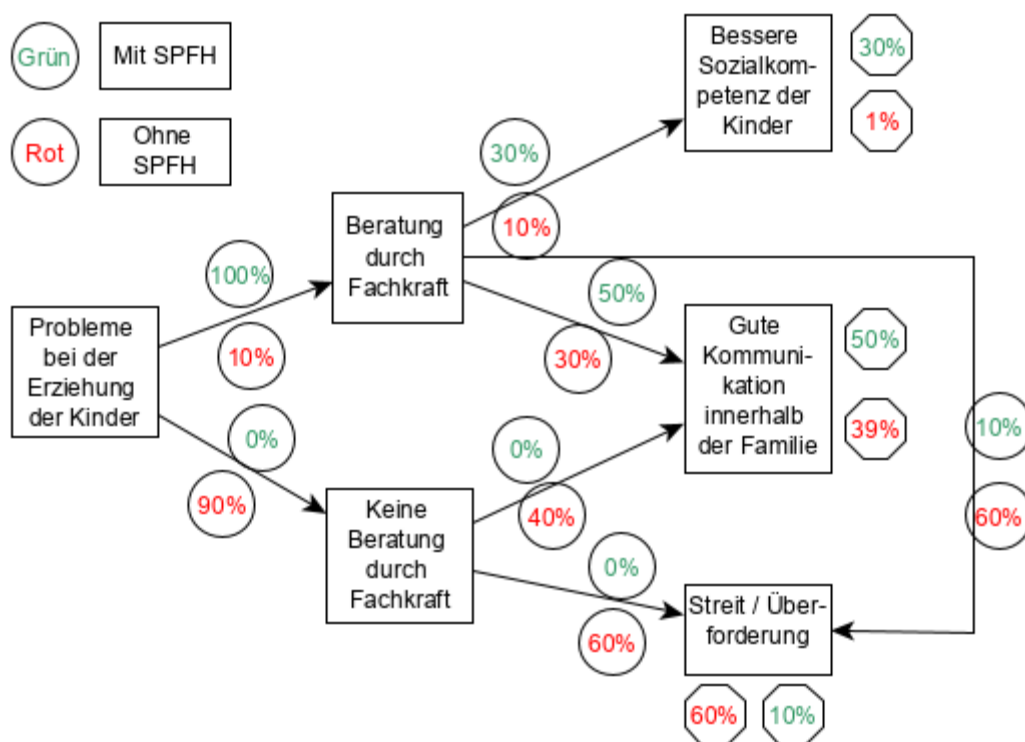 Grün
Mit SPFH
Rot
Ohne
SPFH
Bessere
Sozialkom-
petenz der
Kinder
30%
1%
30%
10%
Beratung
durch
Fachkraft
100%
10%
50%
30%
Probleme
bei der
Erziehung
der Kinder
Gute
Kommuni-
kation
innerhalb
der Familie
50%
39%
0%
90%
0%
40%
10%
60%
Keine
Beratung
durch
Fachkraft
0%
60%
Streit / Über-
forderung
60%
10%